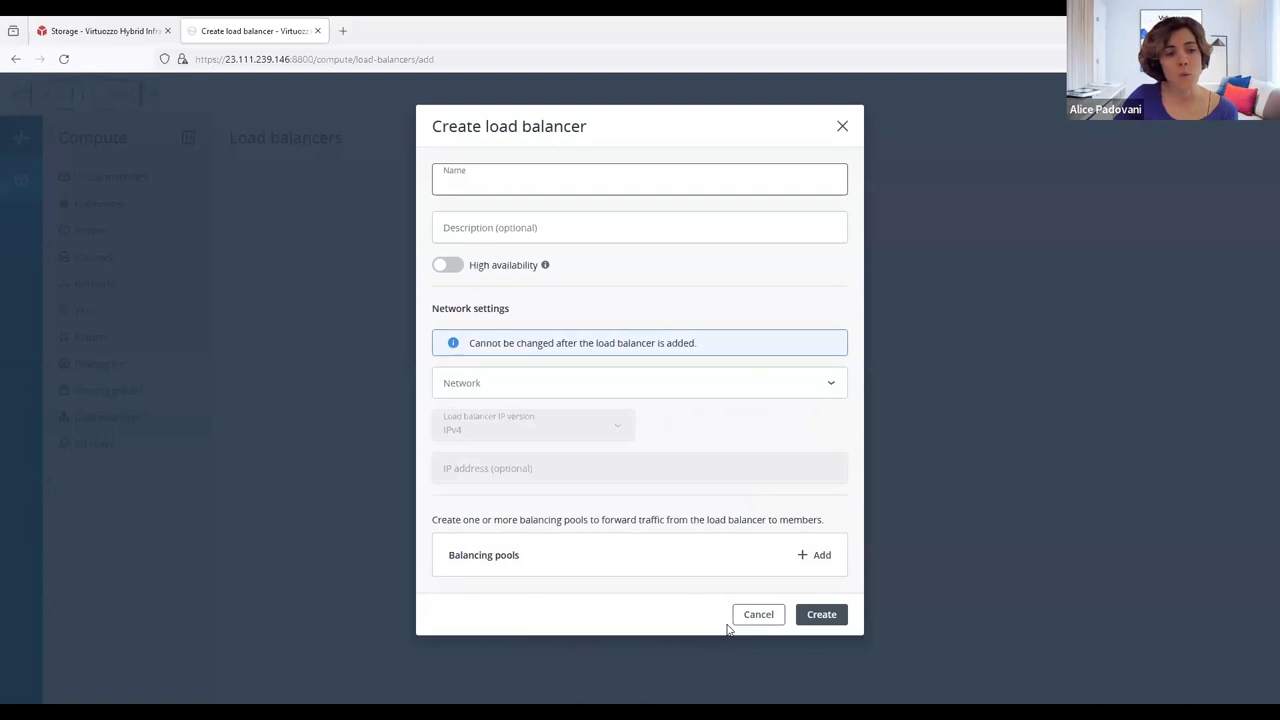 Storage - Virtuozzo Hybrid Infra
Create load balancer - Virtuozz
https://23.111.239.146:8800/compute/load-balancers/add
Alice Padovani
Compute
Load balancers
Create load balancer
Name
Description (optional)
High availability
Network settings
Cannot be changed after the load balancer is added.
Network
Load balancer IP version
IPv4
IP address (optional)
Create one or more balancing pools to forward traffic from the load balancer to members.
Balancing pools
Add
Cancel
Create